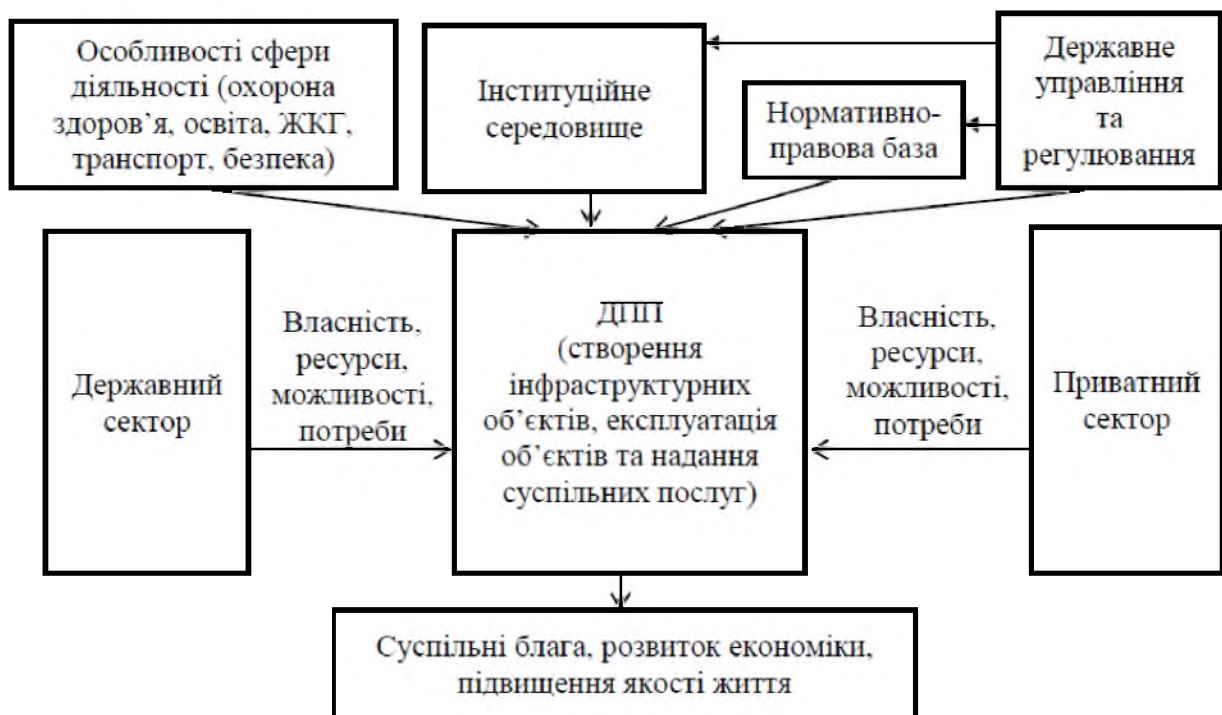 Особливості сфери
діяльності (охорона
здоров’я, освіта, ЖКГ,
транспорт, безпека)
Інституційне
середовище
Нормативно-
правова база
Державне
управління
та
регулювання
Державний
сектор
Власність,
ресурси,
можливості,
потреби
ДПП
(створення
інфраструктурних
об’єктів, експлуатація
об’єктів та надання
суспільних послуг)
Власність,
ресурси,
можливості,
потреби
Приватний
сектор
Суспільні блага, розвиток економіки,
підвищення якості життя